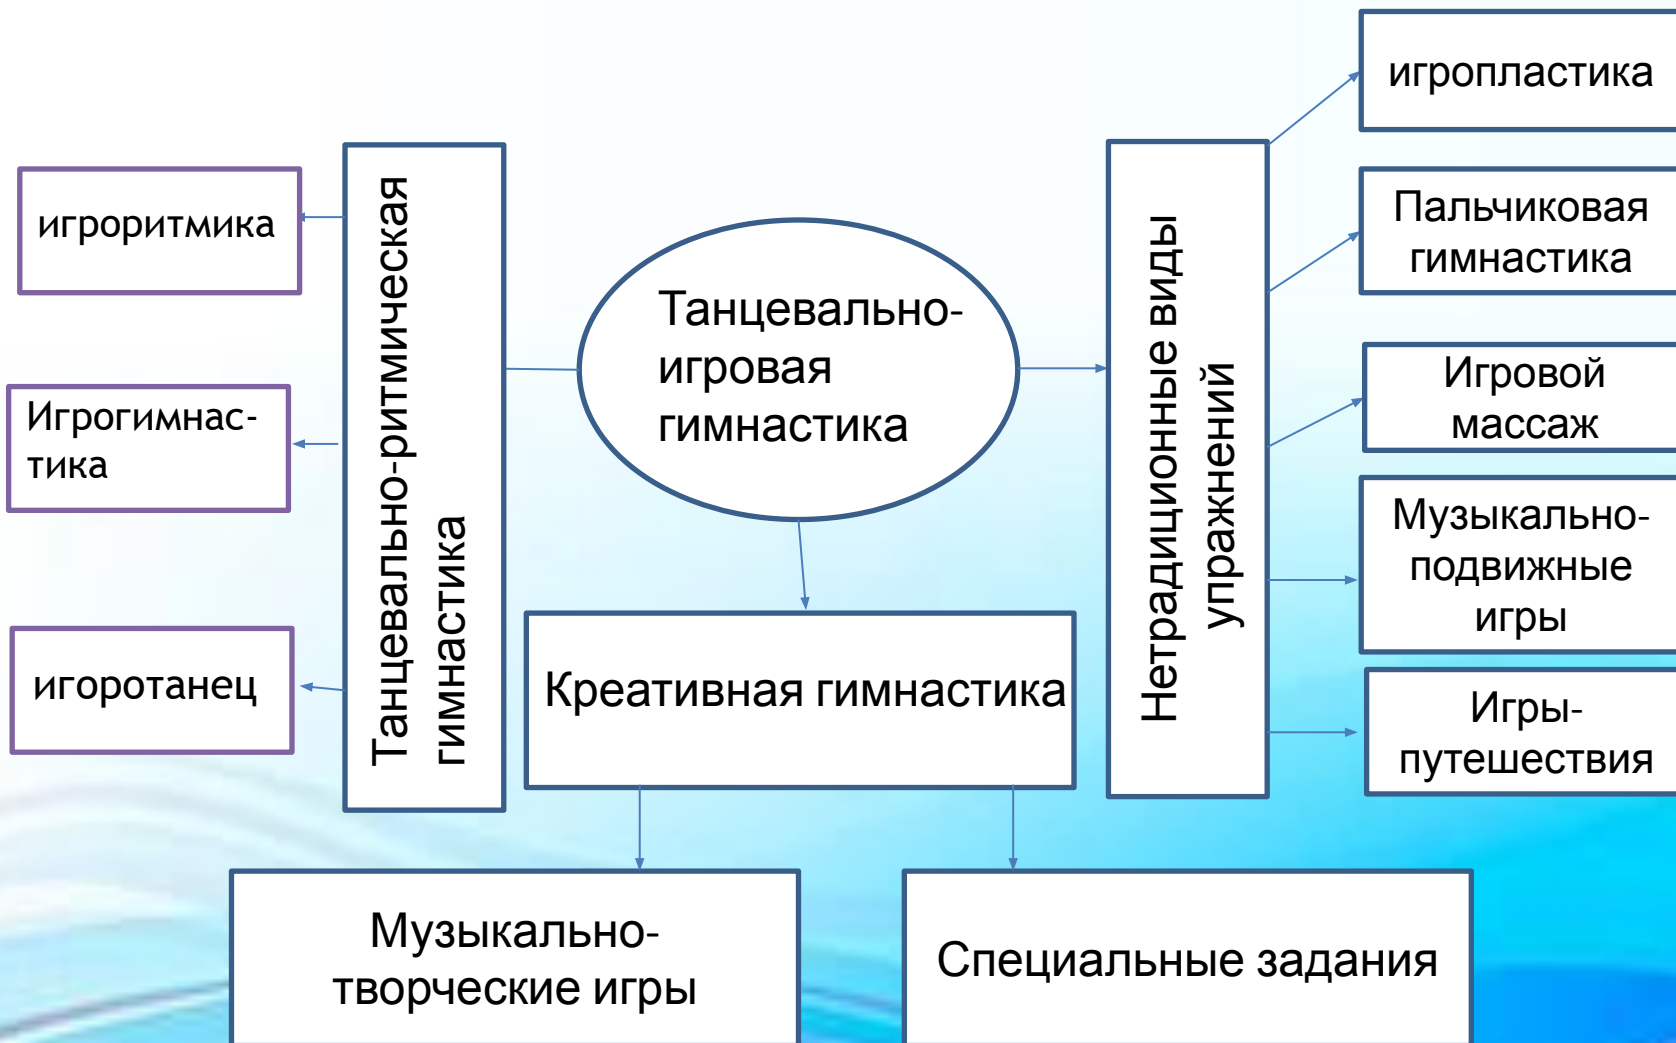 игроритмика
Игрогимнас-
тика
игоротанец
Танцевально-ритмическая
гимнастика
Танцевально-
игровая
гимнастика
Креативная гимнастика
Музыкально-
творческие игры
Специальные задания
Нетрадиционные виды
упражнений
игропластика
Пальчиковая
гимнастика
Игровой
массаж
Музыкально-
подвижные
игры
Игры-
путешествия